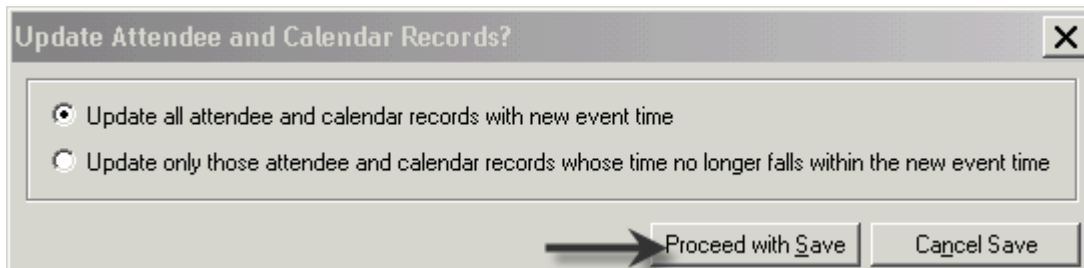 Update Attendee and Calendar Records?
Update all attendee and calendar records with new event time
Update only those attendee and calendar records whose time no longer falls within the new event time
Proceed with Save Cancel Save